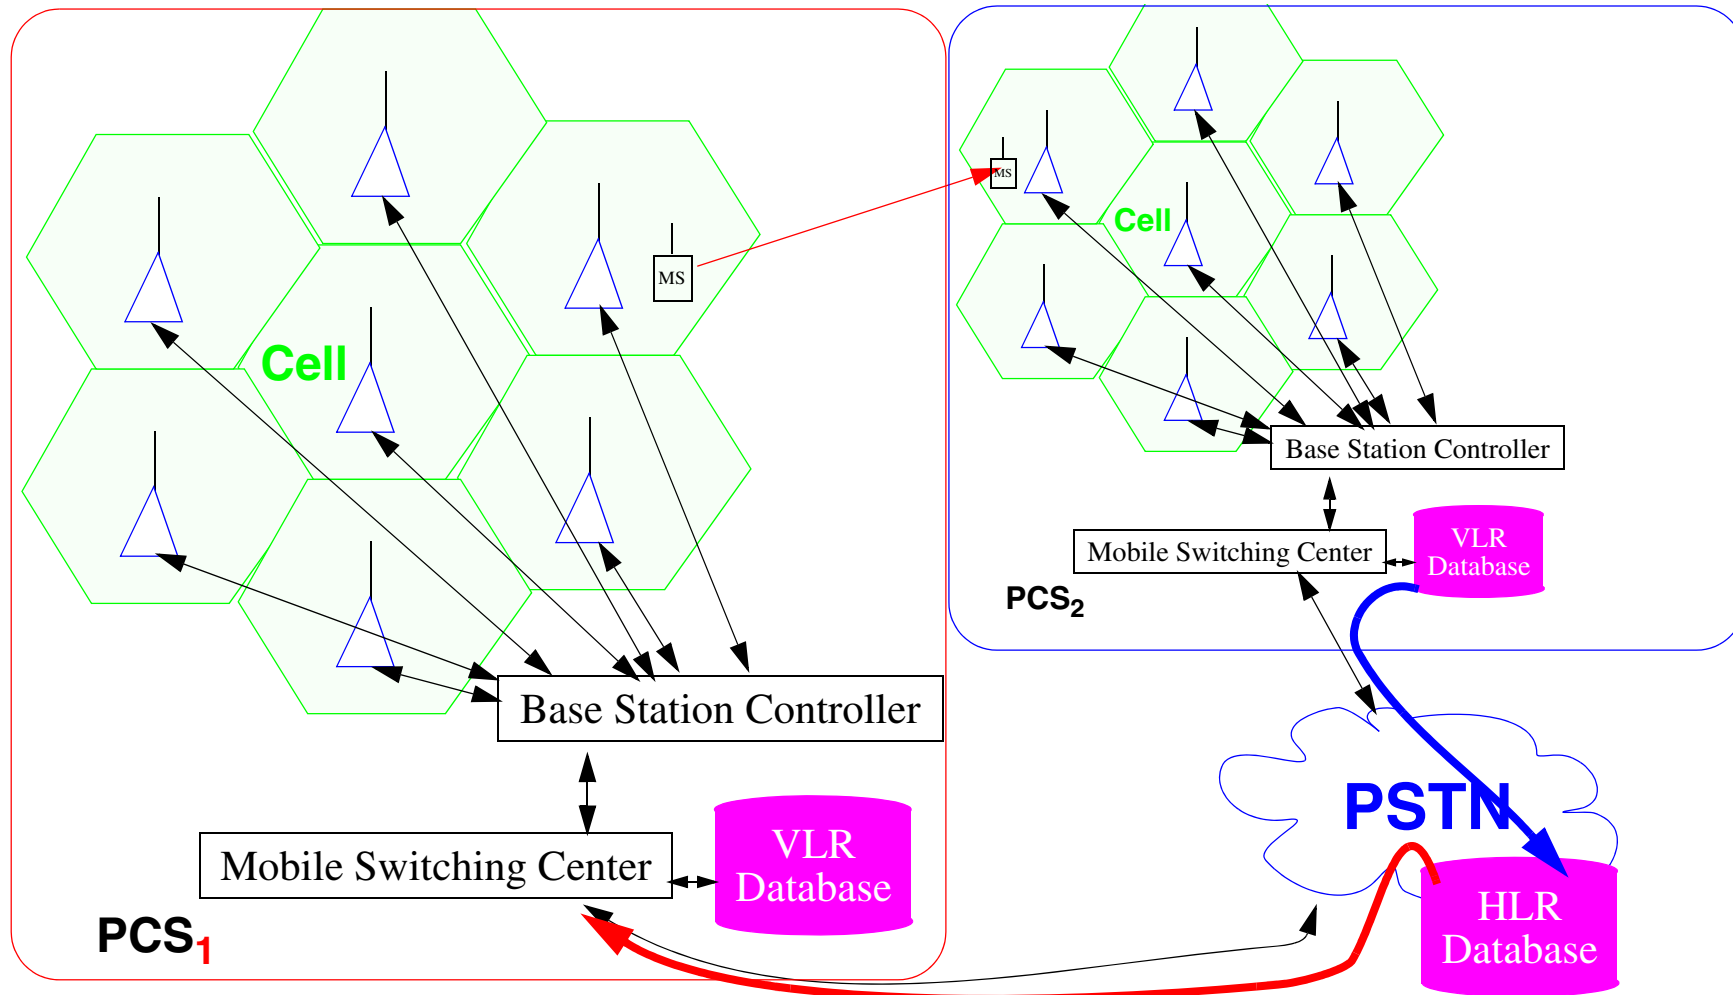 MS
Cell
Base Station Controller
Mobile Switching Center
VLR
Database
PCS1
MS
Cell
Base Station Controller
Mobile Switching Center
VLR
Database
PCS2
PSTN
HLR
Database